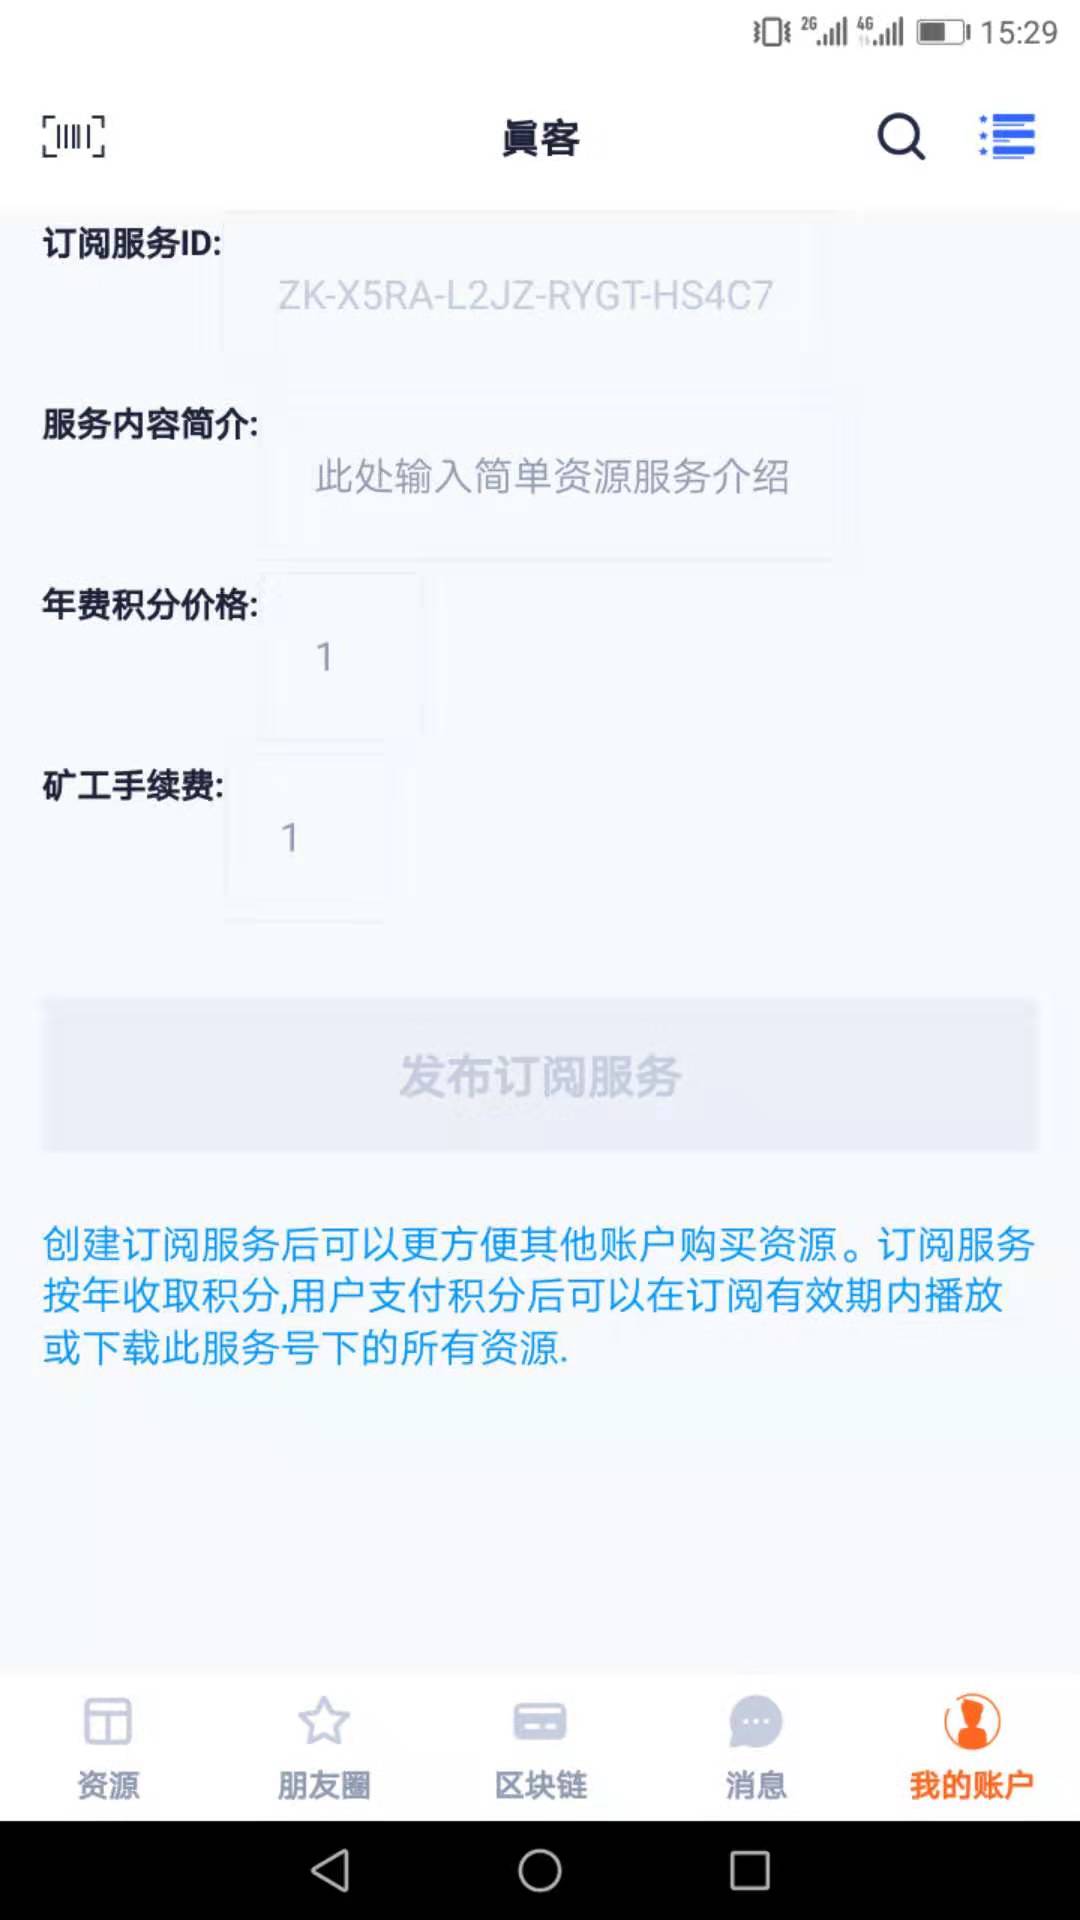 2G 4G 15:29
眞客
订阅服务ID:
ZK-X5RA-L2JZ-RYGT-HS4C7
服务内容简介:
此处输入简单资源服务介绍
年费积分价格:
1
矿工手续费:
1
发布订阅服务
创建订阅服务后可以更方便其他账户购买资源。订阅服务
按年收取积分,用户支付积分后可以在订阅有效期内播放
或下载此服务号下的所有资源.
资源 朋友圈 区块链 消息 我的账户